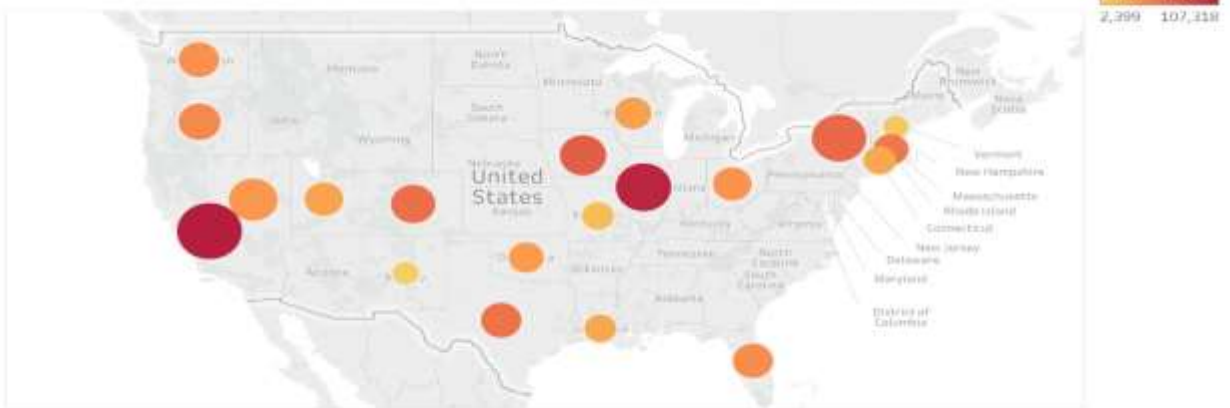 2,399 107,318
North
Dakota
Montana
Minnesota
New
Brunswick
Maine
Nova
Scotia
South
Dakota
Idaho
Wyoming
Michigan
Vermont
Nebraska
United
States
Kansas
New Hampshire
Pennsylvania
Massachusetts
Rhode Island
Connecticut
Kentucky
Virginia
New Jersey
Delaware
Maryland
Tennessee
North
Carolina
South
Carolina
Arizona
Arkansas
Alabama
District of
Columbia